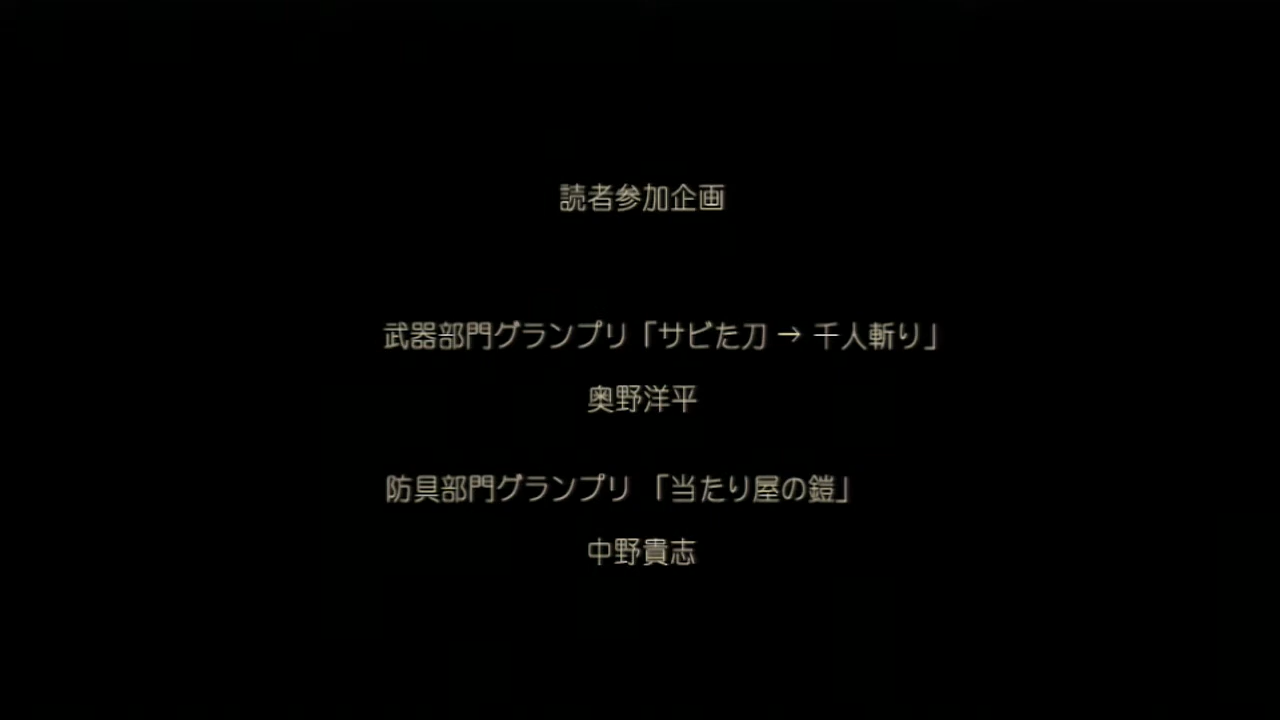 読者参加企画
武器部門グランプリ「サビた刀 → 千人斬り」
奥野洋平
防具部門グランプリ 「当たり屋の鎧」
中野貴志